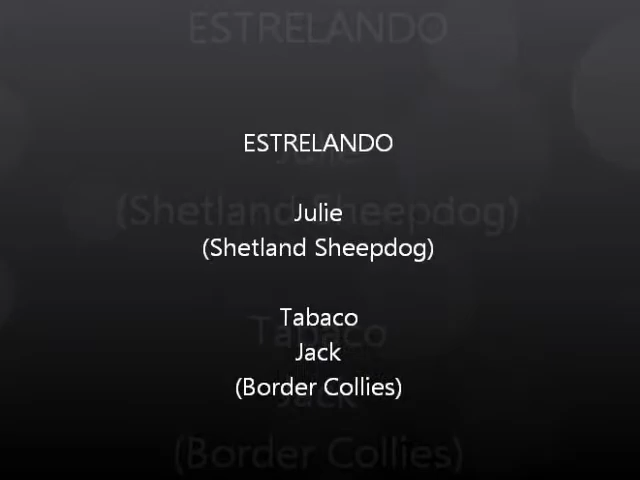 ESTRELANDO
Julie
(Shetland Sheepdog)
Tabaco
Jack
(Border Collies)